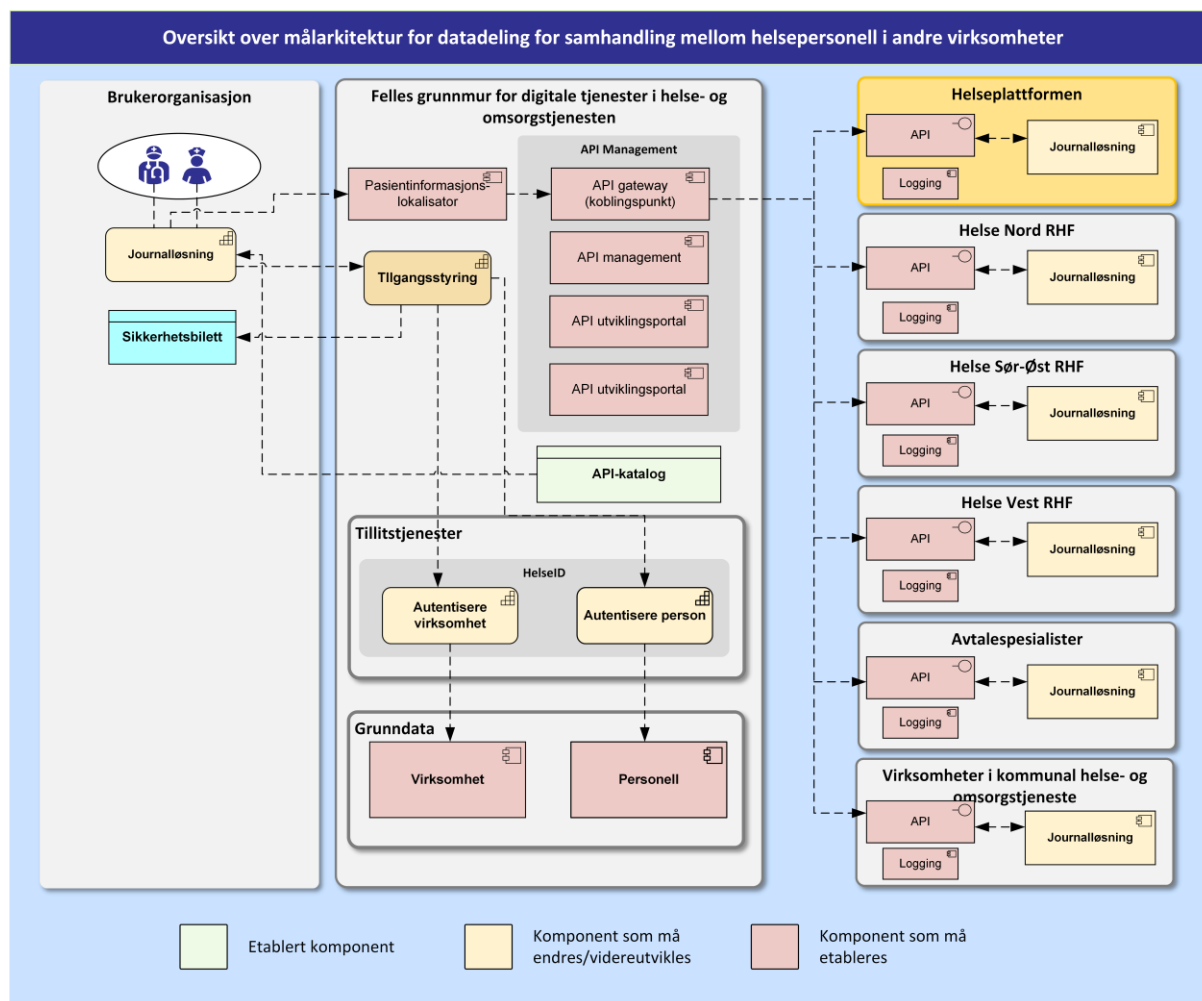 Oversikt over målarkitektur for datadeling for samhandling mellom helsepersonell i andre virksomheter
Brukerorganisasjon
Journalløsning
Sikkerhetsbilett
Felles grunnmur for digitale tjenester i helse- og
omsorgstjenesten
Pasientinformasjons-
lokalisator
TIlgangsstyring
API Management
API gateway
(koblingspunkt)
API management
API utviklingsportal
API utviklingsportal
API-katalog
Tillitstjenester
HelseID
Autentisere
virksomhet
Autentisere person
Grunndata
Virksomhet
Personell
Helseplattformen
API
Journalløsning
Logging
Helse Nord RHF
API
Journalløsning
Logging
Helse Sør-Øst RHF
API
Journalløsning
Logging
Helse Vest RHF
API
Journalløsning
Logging
Avtalespesialister
API
Journalløsning
Logging
Virksomheter i kommunal helse- og
omsorgstjeneste
API
Journalløsning
Logging
Etablert komponent
Komponent som må
endres/videreutvikles
Komponent som må
etableres